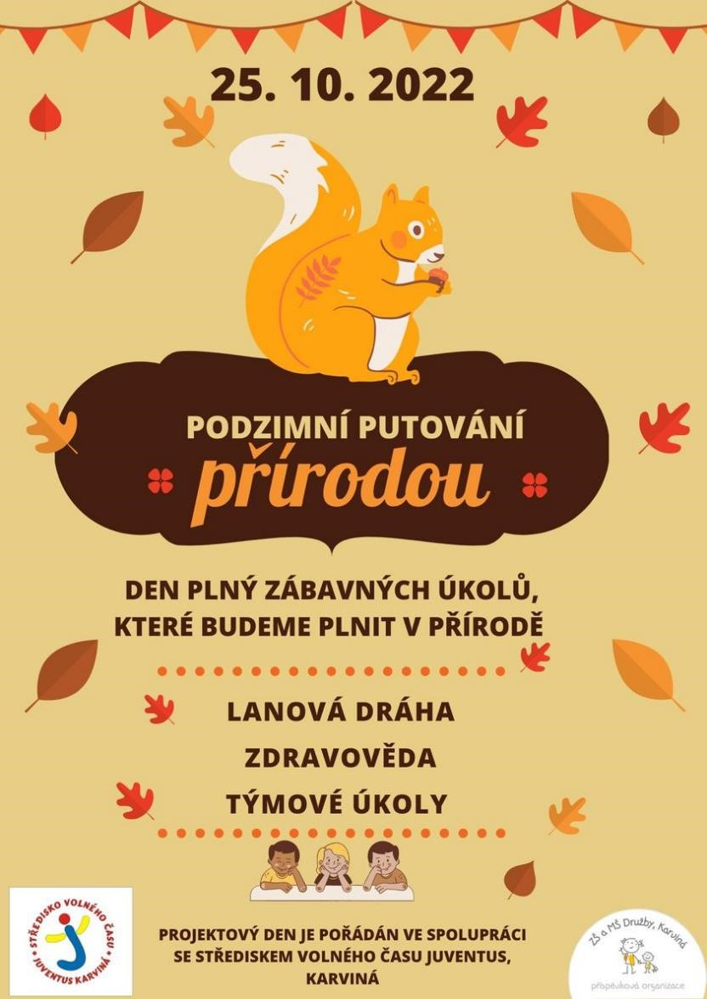 25. 10. 2022
PODZIMNÍ PUTOVÁNÍ
přírodou
DEN PLNÝ ZÁBAVNÝCH ÚKOLŮ,
KTERÉ BUDEME PLNIT V PŘÍRODĚ
LANOVÁ DRÁHA
ZDRAVOVĚDA
TÝMOVÉ ÚKOLY
PROJEKTOVÝ DEN JE POŘÁDÁN VE SPOLUPRÁCI
SE STŘEDISKEM VOLNÉHO ČASU JUVENTUS,
KARVINÁ
STŘEDISKO VOLNÉHO ČASU
JUVENTUS KARVINÁ
ZŠ a MŠ Družby, Karviná
příspěvková organizace